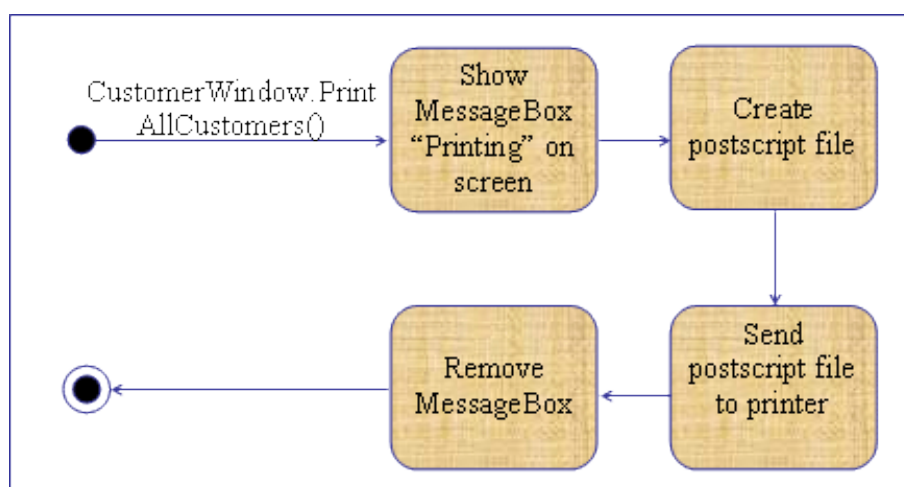 CustomerWindow.Print
AllCustomers()
Show
MessageBox
“Printing” on
screen
Create
postscript file
Send
postscript file
to printer
Remove
MessageBox